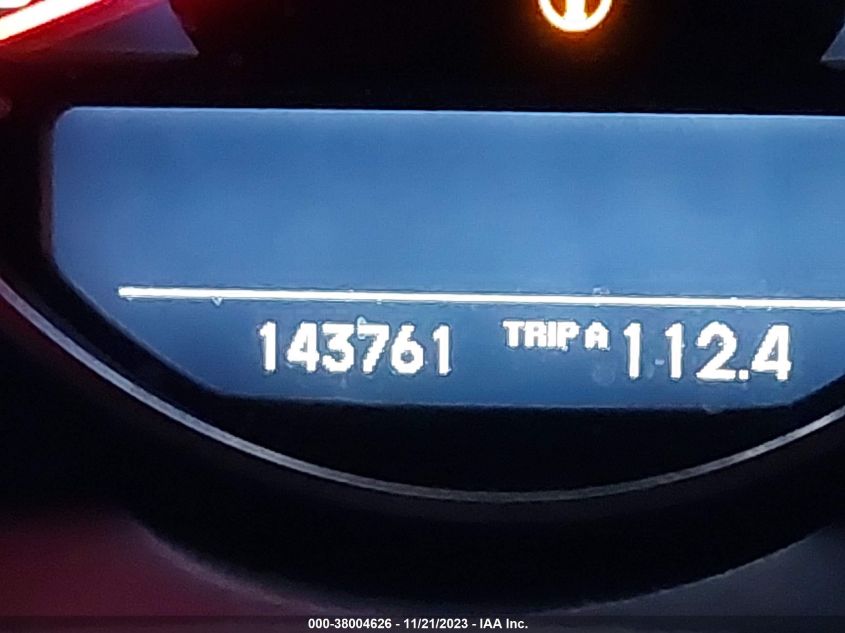 143761 TRIP A 112.4
000-38004626 - 11/21/2023 - IAA Inc.